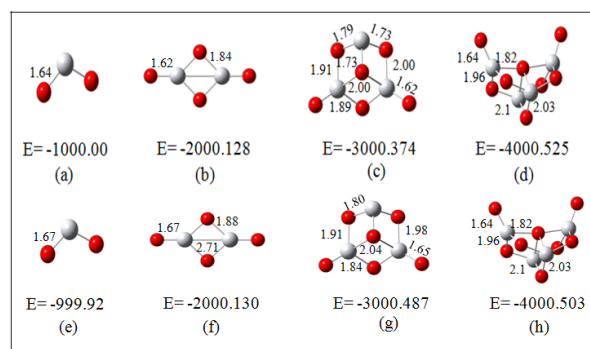 1.64
E= -1000.00
(a)
1.62 1.84
E= -2000.128
(b)
1.79 1.73
1.73 2.00
1.91 2.00 1.62
1.89
E= -3000.374
(c)
1.64 1.82
1.96
2.1 2.03
E= -4000.525
(d)
1.67
E= -999.92
(e)
1.67 1.88
2.71
E= -2000.130
(f)
1.80
1.91 1.98
2.04 1.65
1.84
E= -3000.487
(g)
1.64 1.82
1.96
2.1 2.03
E= -4000.503
(h)